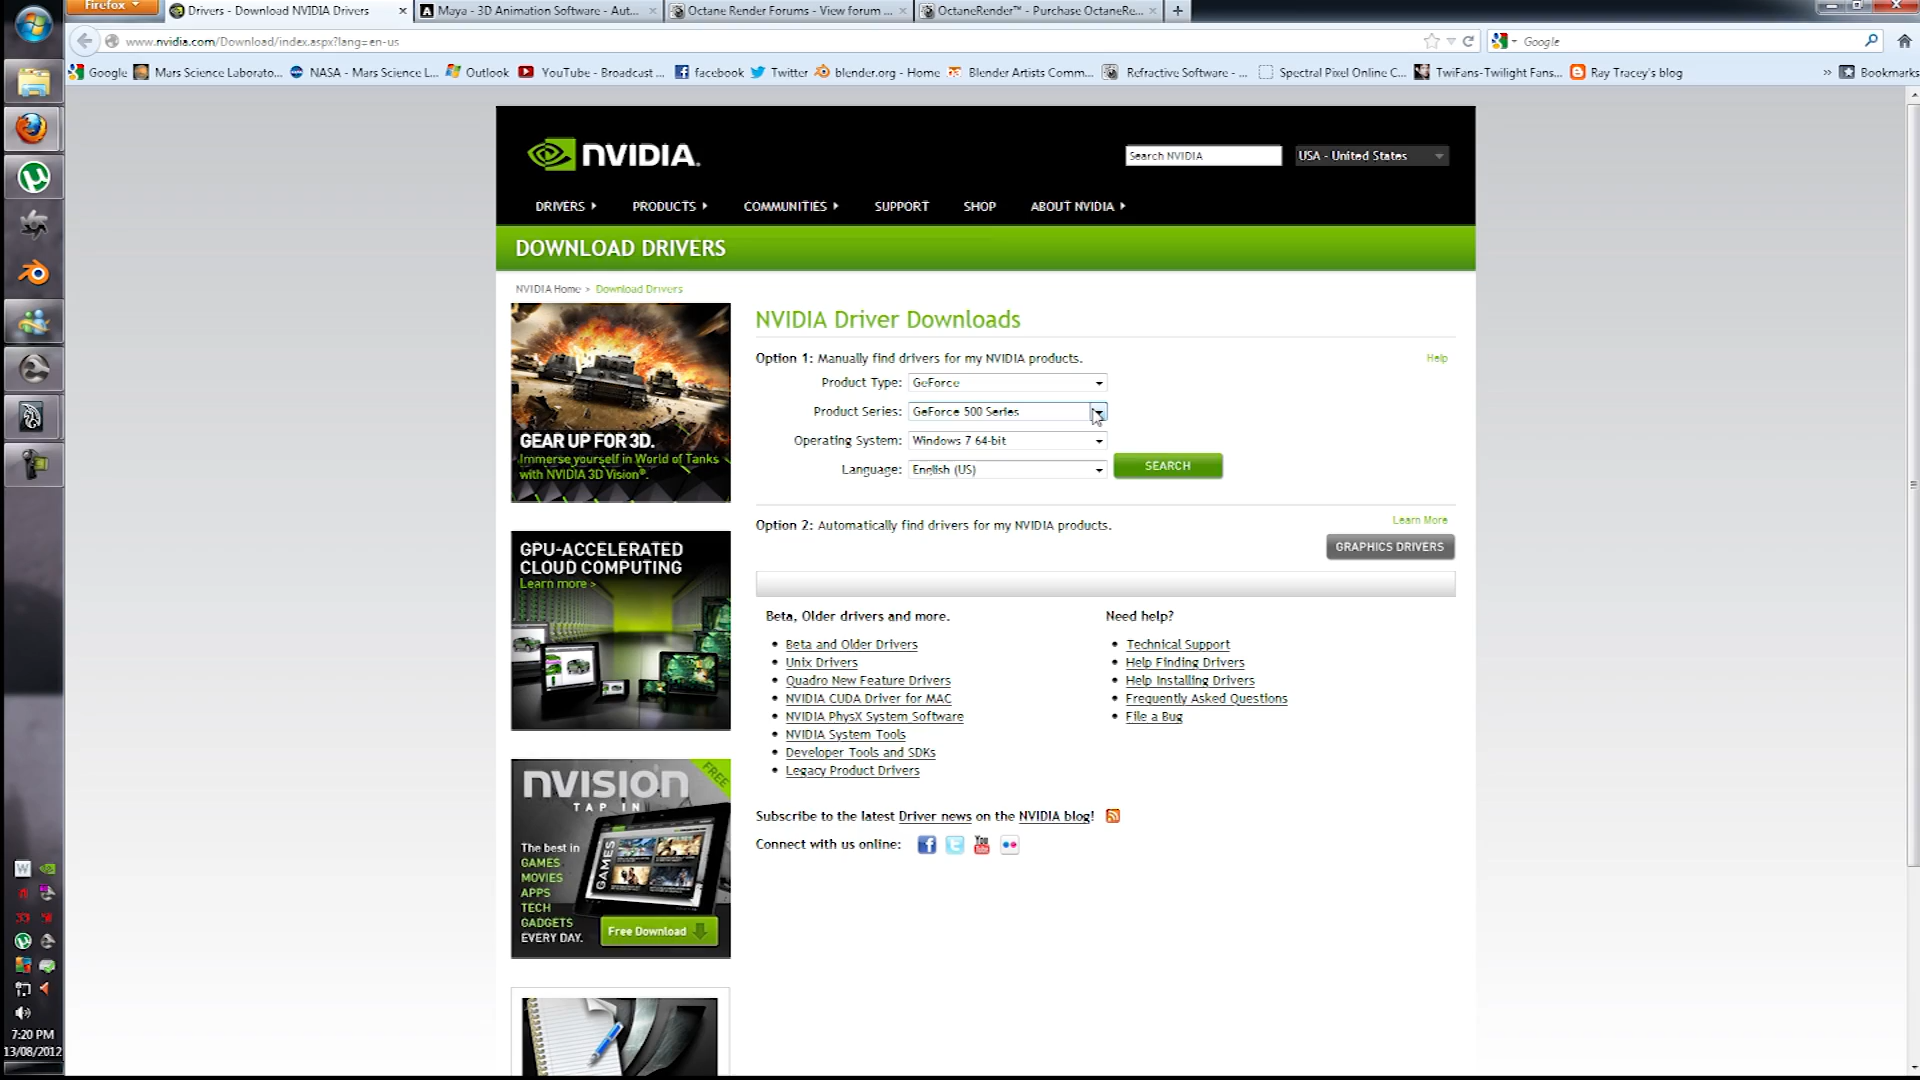 Firefox
Drivers - Download NVIDIA Drivers
Maya - 3D Animation Software - Aut...
Octane Render Forums - View forum ...
OctaneRender™ - Purchase OctaneRe...
www.nvidia.com/Download/index.aspx?lang=en-us
Google
Google
Mars Science Laborato...
NASA - Mars Science L...
Outlook
YouTube - Broadcast ...
facebook
Twitter
blender.org - Home
Blender Artists Comm...
Refractive Software - ...
Spectral Pixel Online C...
TwiFans-Twilight Fans...
Ray Tracey's blog
Bookmarks
NVIDIA.
Search NVIDIA
USA - United States
DRIVERS
PRODUCTS
COMMUNITIES
SUPPORT
SHOP
ABOUT NVIDIA
DOWNLOAD DRIVERS
NVIDIA Home > Download Drivers
GEAR UP FOR 3D.
Immerse yourself in World of Tanks
with NVIDIA 3D Vision®.
NVIDIA Driver Downloads
Option 1: Manually find drivers for my NVIDIA products.
Help
Product Type: GeForce
Product Series: GeForce 500 Series
Operating System: Windows 7 64-bit
Language: English (US)
SEARCH
Option 2: Automatically find drivers for my NVIDIA products.
Learn More
GRAPHICS DRIVERS
GPU-ACCELERATED
CLOUD COMPUTING
Learn more >
Beta, Older drivers and more.
Beta and Older Drivers
Unix Drivers
Quadro New Feature Drivers
NVIDIA CUDA Driver for MAC
NVIDIA PhysX System Software
NVIDIA System Tools
Developer Tools and SDKs
Legacy Product Drivers
Need help?
Technical Support
Help Finding Drivers
Help Installing Drivers
Frequently Asked Questions
File a Bug
nvision
TAP IN
FREE
The best in
GAMES
MOVIES
APPS
TECH
GADGETS
EVERY DAY.
GAMES
Free Download
Subscribe to the latest Driver news on the NVIDIA blog!
Connect with us online:
You
Tube
7:20 PM
13/08/2012